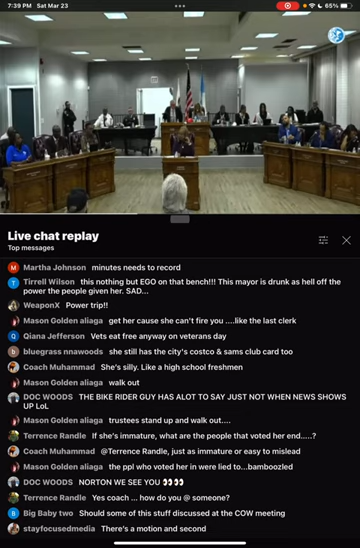 7:39 PM Sat Mar 23
65%
Live chat replay
Top messages
Martha Johnson minutes needs to record
Tirrell Wilson this nothing but EGO on that bench!!! This mayor is drunk as hell off the
power the people given her. SAD...
WeaponX Power trip!!
Mason Golden aliaga get her cause she can't fire you ....like the last clerk
Qiana Jefferson Vets eat free anyway on veterans day
bluegrass nnawoods she still has the city's costco & sams club card too
Coach Muhammad She's silly. Like a high school freshmen
Mason Golden aliaga walk out
DOC WOODS THE BIKE RIDER GUY HAS ALOT TO SAY JUST NOT WHEN NEWS SHOWS
UP LoL
Mason Golden aliaga trustees stand up and walk out....
Terrence Randle If she's immature, what are the people that voted her end.....?
Coach Muhammad @Terrence Randle, just as immature or easy to mislead
Mason Golden aliaga the ppl who voted her in were lied to...bamboozled
DOC WOODS NORTON WE SEE YOU 👀👀
Terrence Randle Yes coach ... how do you @ someone?
Big Baby two Should some of this stuff discussed at the COW meeting
stayfocusedmedia There's a motion and second